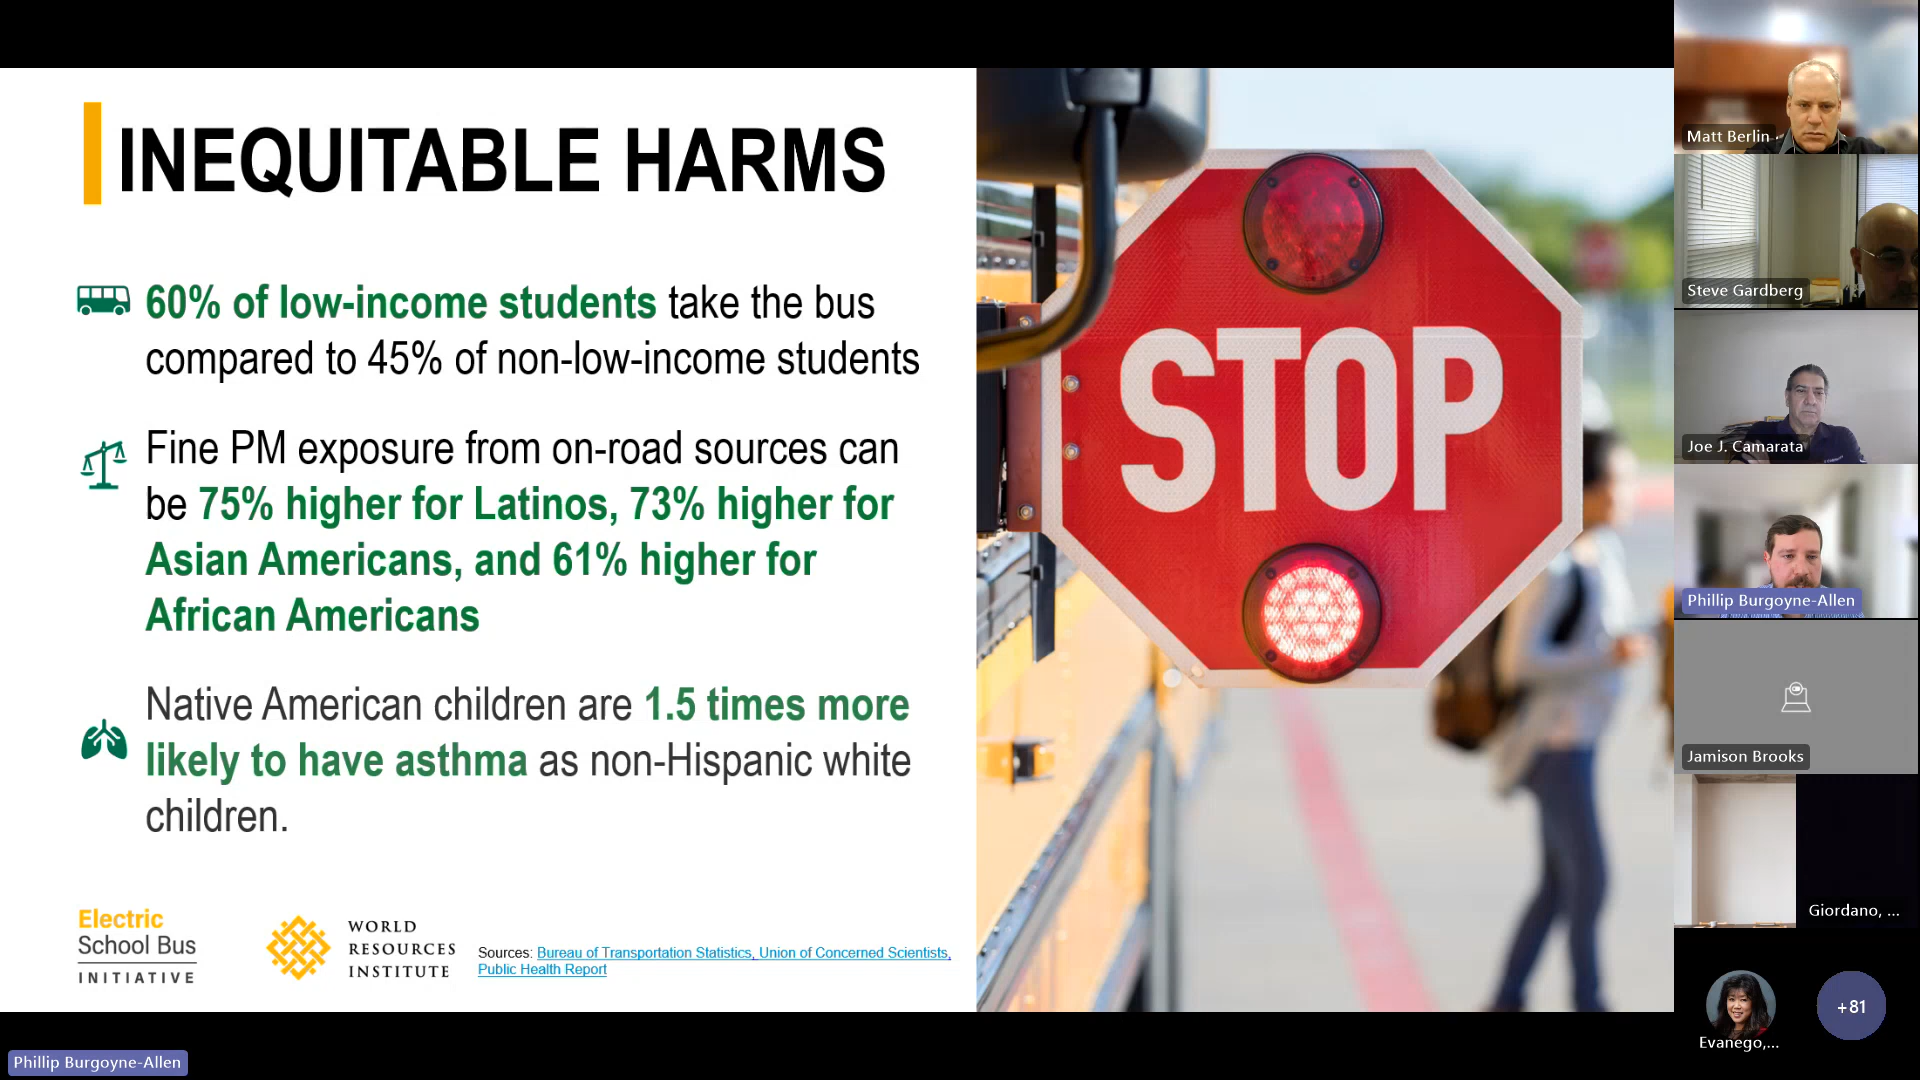 INEQUITABLE HARMS
60% of low-income students take the bus
compared to 45% of non-low-income students
Fine PM exposure from on-road sources can
be 75% higher for Latinos, 73% higher for
Asian Americans, and 61% higher for
African Americans
Native American children are 1.5 times more
likely to have asthma as non-Hispanic white
children.
Electric
School Bus
INITIATIVE
WORLD
RESOURCES
INSTITUTE
Sources: Bureau of Transportation Statistics, Union of Concerned Scientists,
Public Health Report
STOP
Matt Berlin
Steve Gardberg
Joe J. Camarata
Phillip Burgoyne-Allen
Jamison Brooks
Giordano, ...
Evanego,...
+81
Phillip Burgoyne-Allen